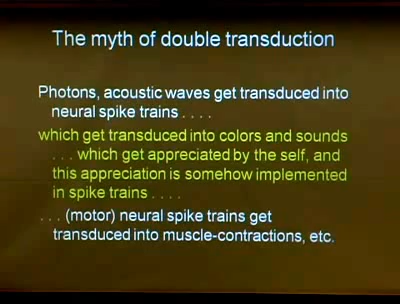 The myth of double transduction
Photons, acoustic waves get transduced into
neural spike trains . . . .
which get transduced into colors and sounds
. . . which get appreciated by the self, and
this appreciation is somehow implemented
in spike trains . . . .
. . . (motor) neural spike trains get
transduced into muscle-contractions, etc.